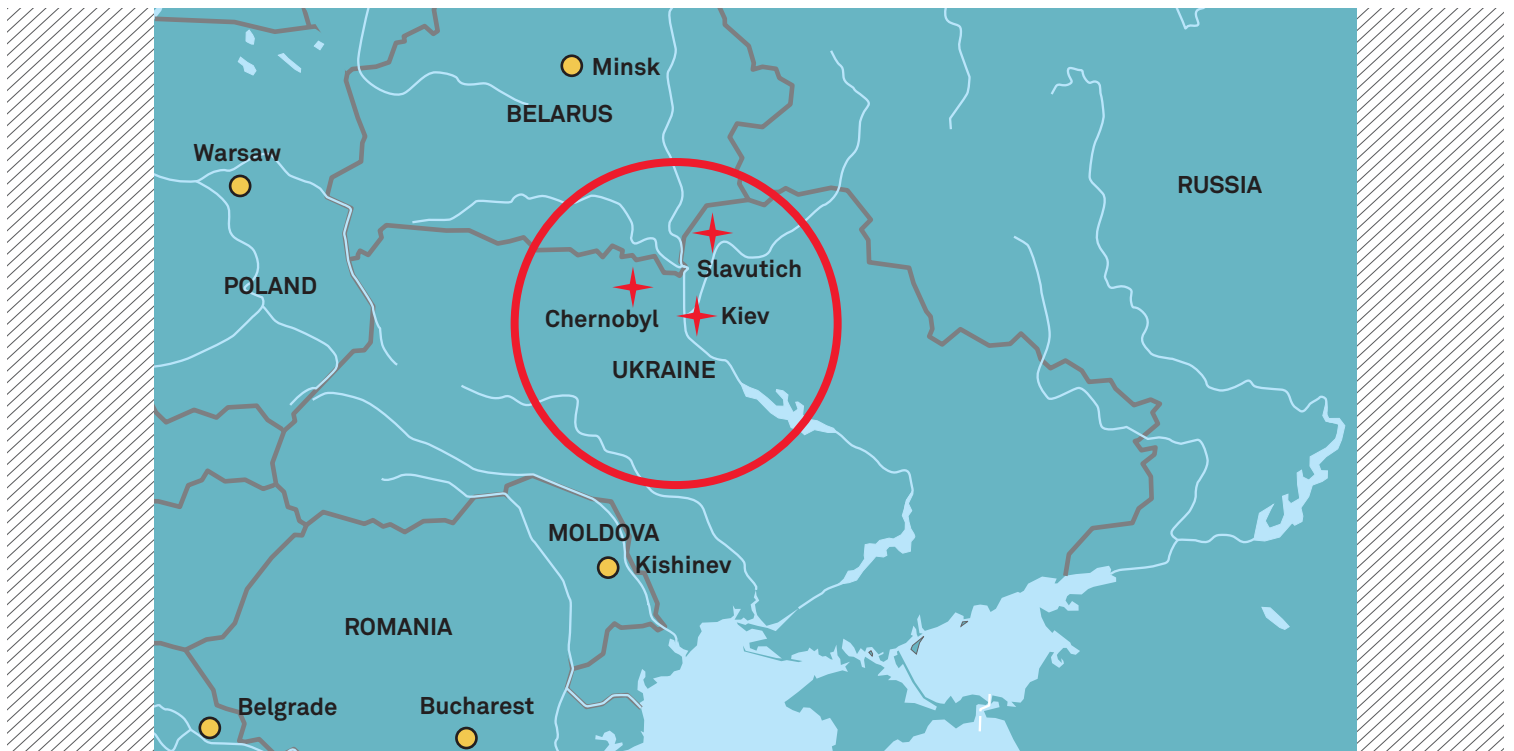 Minsk
BELARUS
Warsaw
RUSSIA
Slavutich
POLAND
Chernobyl
Kiev
UKRAINE
MOLDOVA
Kishinev
ROMANIA
Belgrade
Bucharest